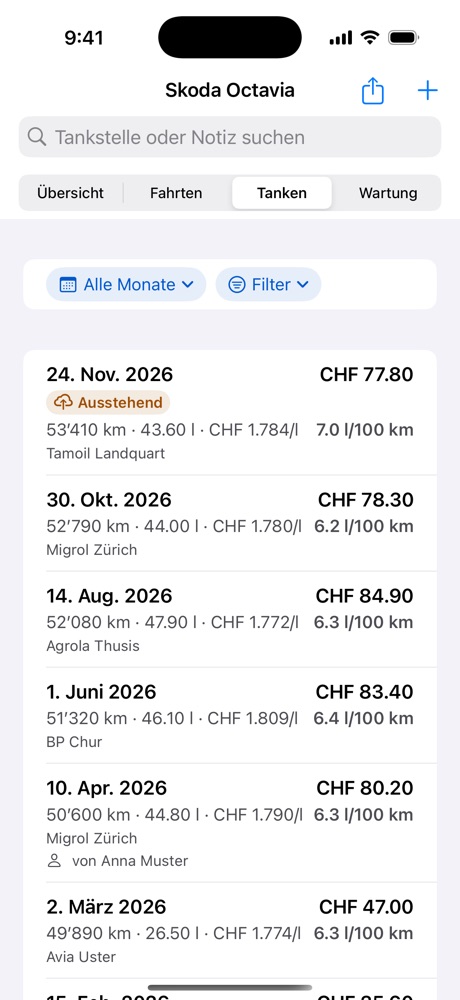 9:41
Skoda Octavia
Tankstelle oder Notiz suchen
Übersicht Fahrten Tanken Wartung
Alle Monate Filter
24. Nov. 2026 CHF 77.80
Ausstehend
53’410 km · 43.60 l · CHF 1.784/l 7.0 l/100 km
Tamoil Landquart
30. Okt. 2026 CHF 78.30
52’790 km · 44.00 l · CHF 1.780/l 6.2 l/100 km
Migrol Zürich
14. Aug. 2026 CHF 84.90
52’080 km · 47.90 l · CHF 1.772/l 6.3 l/100 km
Agrola Thusis
1. Juni 2026 CHF 83.40
51’320 km · 46.10 l · CHF 1.809/l 6.4 l/100 km
BP Chur
10. Apr. 2026 CHF 80.20
50’600 km · 44.80 l · CHF 1.790/l 6.3 l/100 km
Migrol Zürich
von Anna Muster
2. März 2026 CHF 47.00
49’890 km · 26.50 l · CHF 1.774/l 6.3 l/100 km
Avia Uster